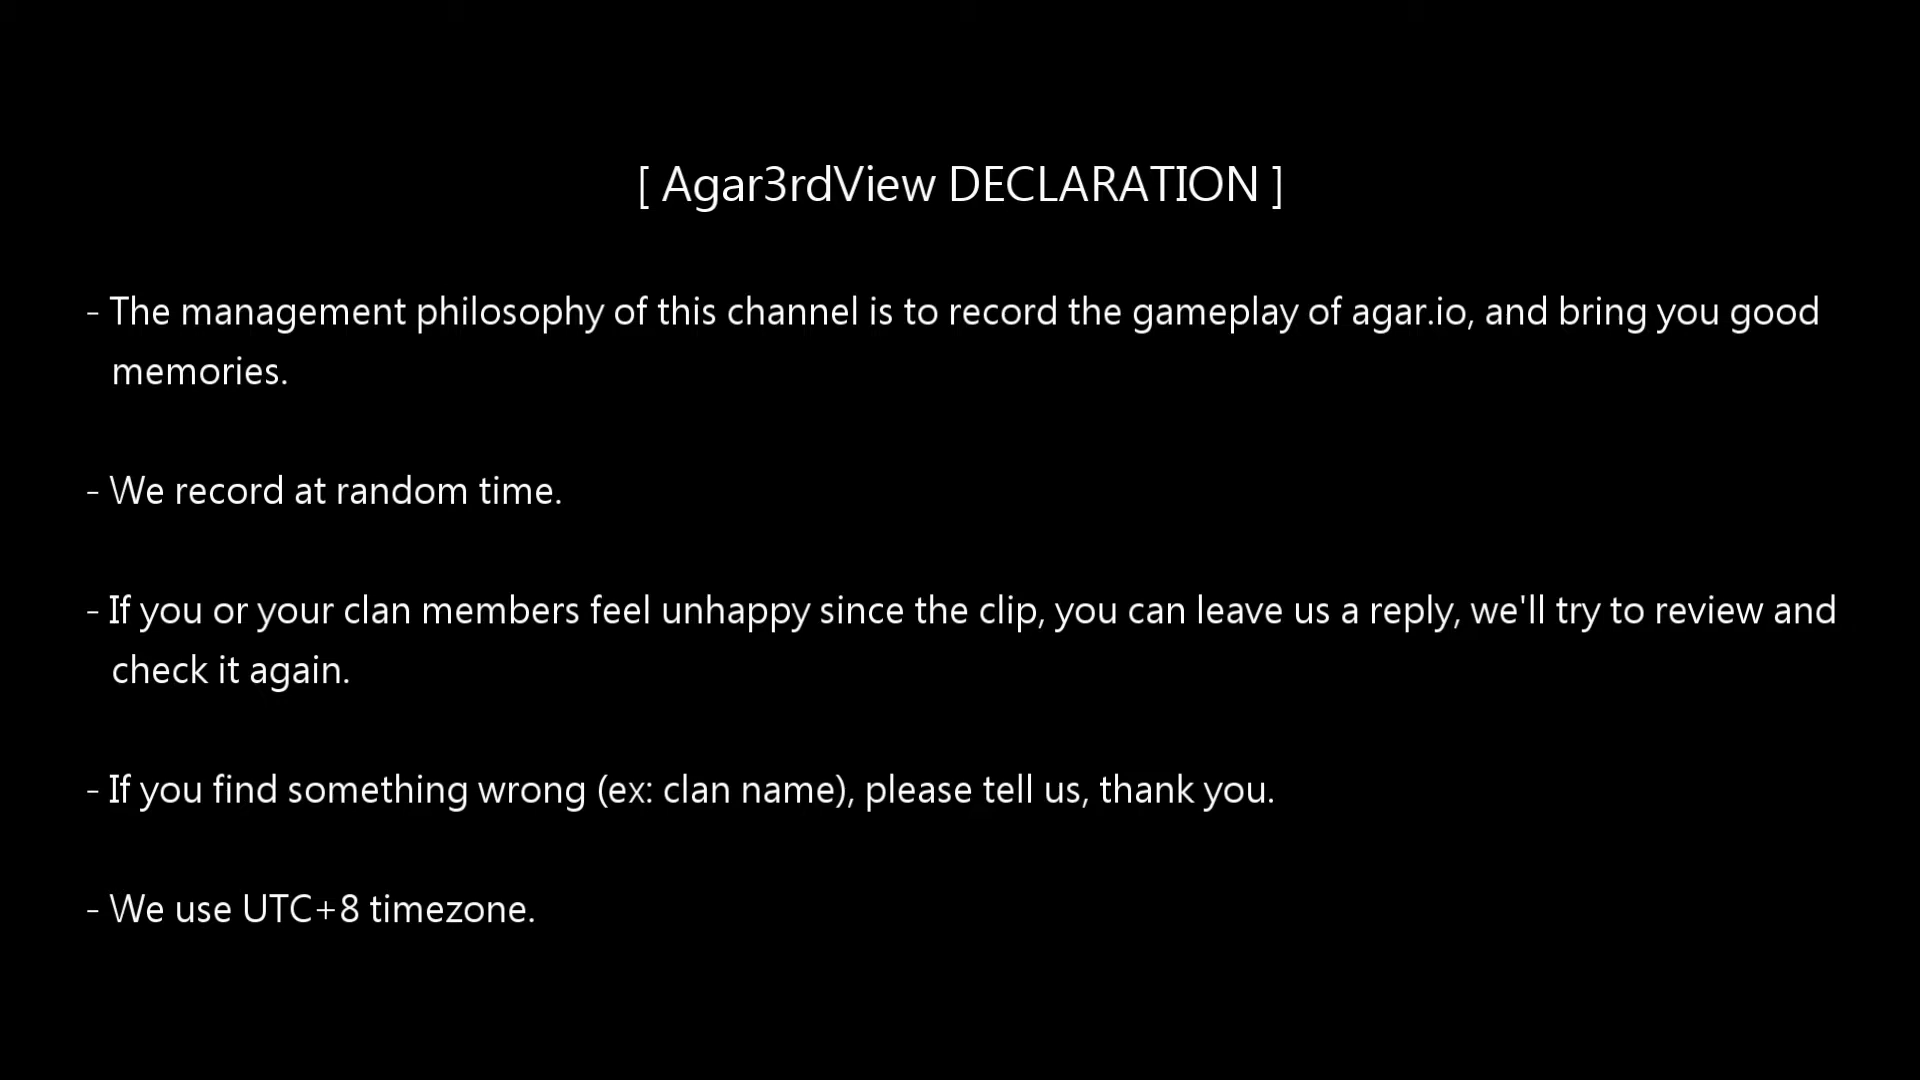 [ Agar3rdView DECLARATION ]
- The management philosophy of this channel is to record the gameplay of agar.io, and bring you good
memories.
- We record at random time.
- If you or your clan members feel unhappy since the clip, you can leave us a reply, we'll try to review and
check it again.
- If you find something wrong (ex: clan name), please tell us, thank you.
- We use UTC+8 timezone.